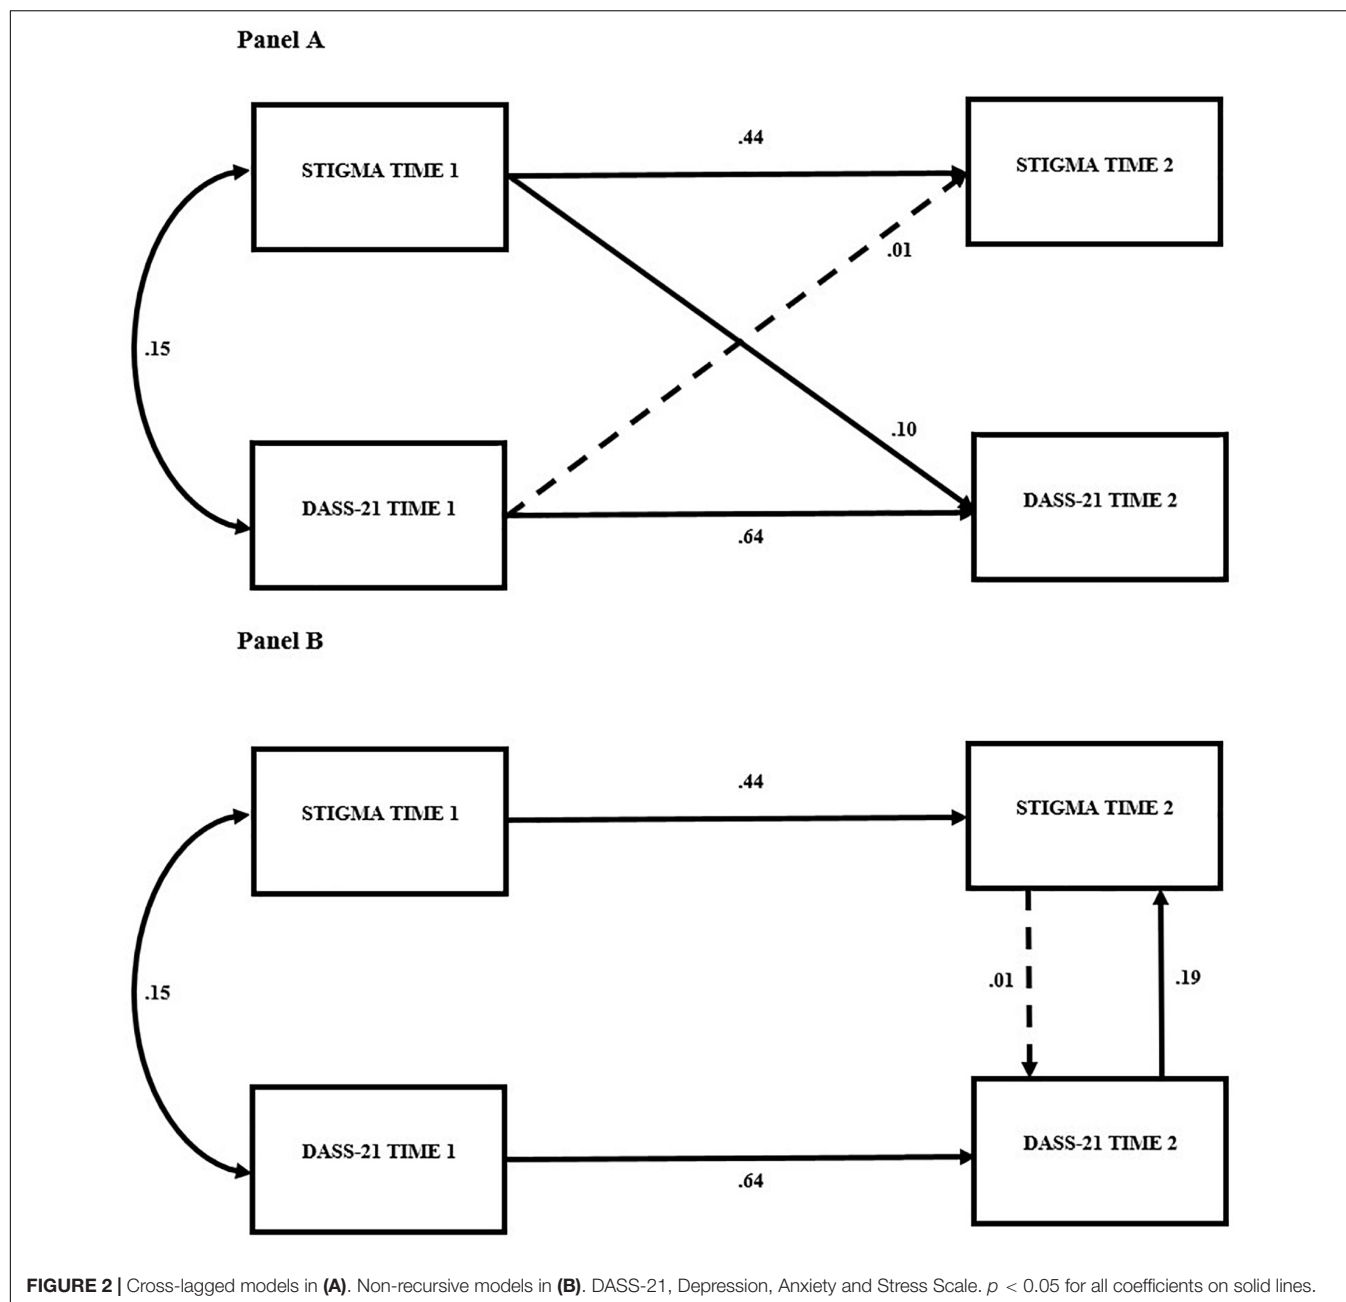 Panel A
STIGMA TIME 1
.44
STIGMA TIME 2
.01
.15
.10
DASS-21 TIME 1
.64
DASS-21 TIME 2
Panel B
STIGMA TIME 1
.44
STIGMA TIME 2
.15
.01
.19
DASS-21 TIME 1
.64
DASS-21 TIME 2
FIGURE 2 | Cross-lagged models in (A). Non-recursive models in (B). DASS-21, Depression, Anxiety and Stress Scale. p < 0.05 for all coefficients on solid lines.